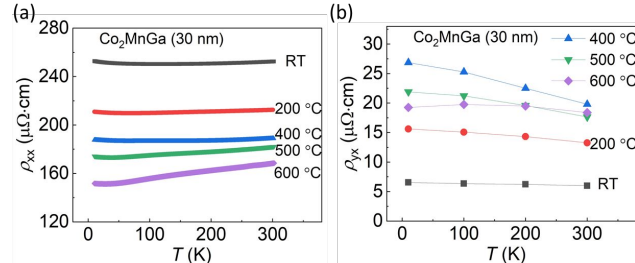 (a)
Co₂MnGa (30 nm)
RT
200 °C
400 °C
500 °C
600 °C
280
240
200
160
120
ρxx (μΩ·cm)
0
100
200
300
T (K)
(b)
Co₂MnGa (30 nm)
400 °C
500 °C
600 °C
200 °C
RT
35
30
25
20
15
10
5
0
ρyx (μΩ·cm)
0
100
200
300
T (K)